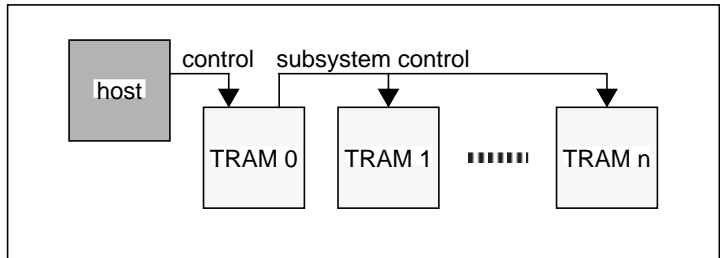 control
subsystem control
host
TRAM 0
TRAM 1
TRAM n